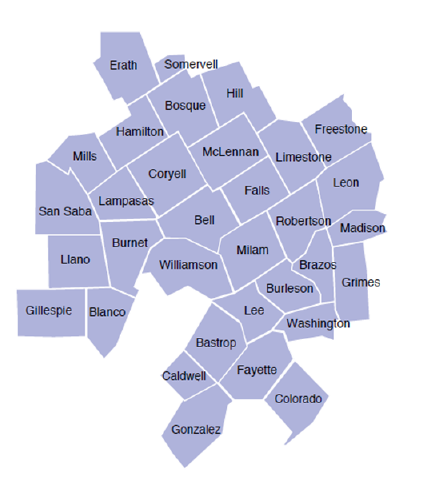 Erath
Somervell
Bosque
Hill
Hamilton
Freestone
Mills
McLennan
Limestone
Coryell
Leon
Lampasas
Falls
San Saba
Bell
Robertson
Madison
Burnet
Milam
Llano
Williamson
Brazos
Grimes
Burleson
Gillespie
Blanco
Lee
Washington
Bastrop
Caldwell
Fayette
Colorado
Gonzalez